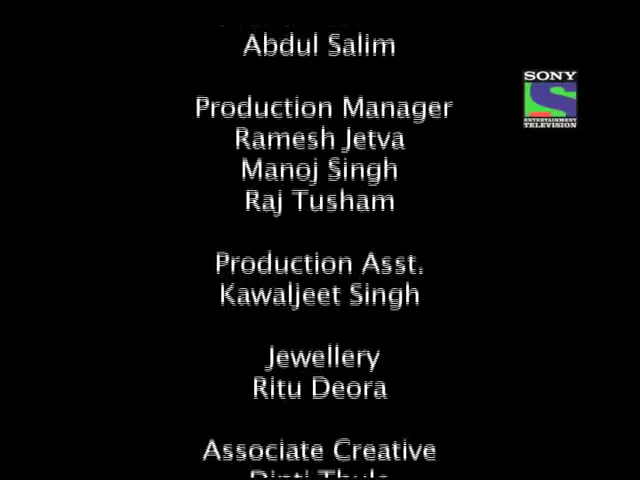 Abdul Salim
Production Manager
Ramesh Jetva
Manoj Singh
Raj Tusham
Production Asst.
Kawaljeet Singh
Jewellery
Ritu Deora
Associate Creative
SONY
ENTERTAINMENT
TELEVISION